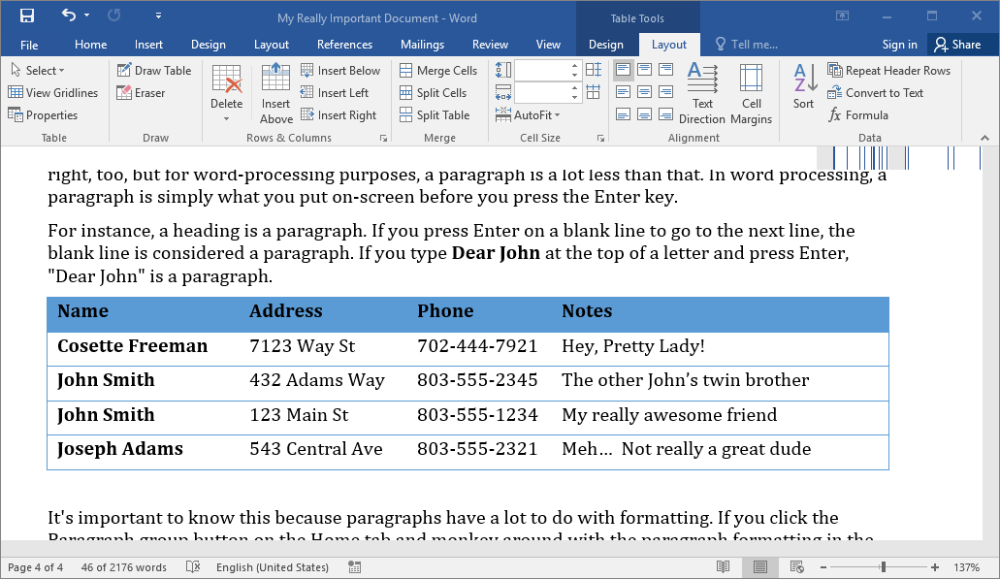 My Really Important Document - Word
Table Tools
File Home Insert Design Layout References Mailings Review View Design Layout Tell me... Sign in Share
Select Draw Table Delete Insert Above Insert Below Merge Cells Text Direction Cell Margins Sort Repeat Header Rows
View Gridlines Eraser Insert Left Split Cells Convert to Text
Properties Insert Right Split Table AutoFit Formula
Table Draw Rows & Columns Merge Cell Size Alignment Data
right, too, but for word-processing purposes, a paragraph is a lot less than that. In word processing, a
paragraph is simply what you put on-screen before you press the Enter key.
For instance, a heading is a paragraph. If you press Enter on a blank line to go to the next line, the
blank line is considered a paragraph. If you type Dear John at the top of a letter and press Enter,
"Dear John" is a paragraph.
Name Address Phone Notes
Cosette Freeman 7123 Way St 702-444-7921 Hey, Pretty Lady!
John Smith 432 Adams Way 803-555-2345 The other John’s twin brother
John Smith 123 Main St 803-555-1234 My really awesome friend
Joseph Adams 543 Central Ave 803-555-2321 Meh… Not really a great dude
It's important to know this because paragraphs have a lot to do with formatting. If you click the
Paragraph group button on the Home tab and monkey around with the paragraph formatting in the
Page 4 of 4 46 of 2176 words English (United States) 137%